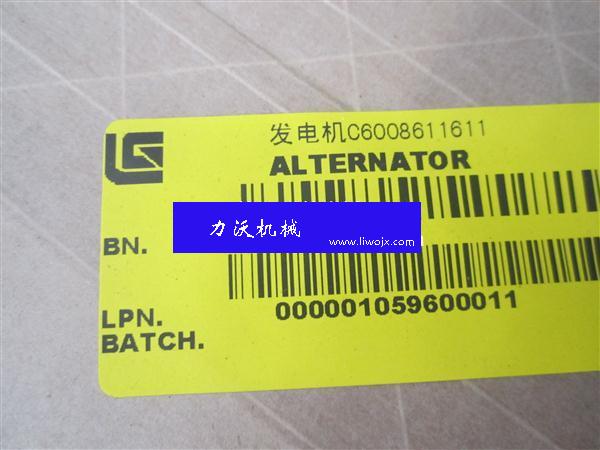 发电机C6008611611
ALTERNATOR
力沃机械
BN.
www.liwojx.com
000001059600011
LPN.
BATCH.